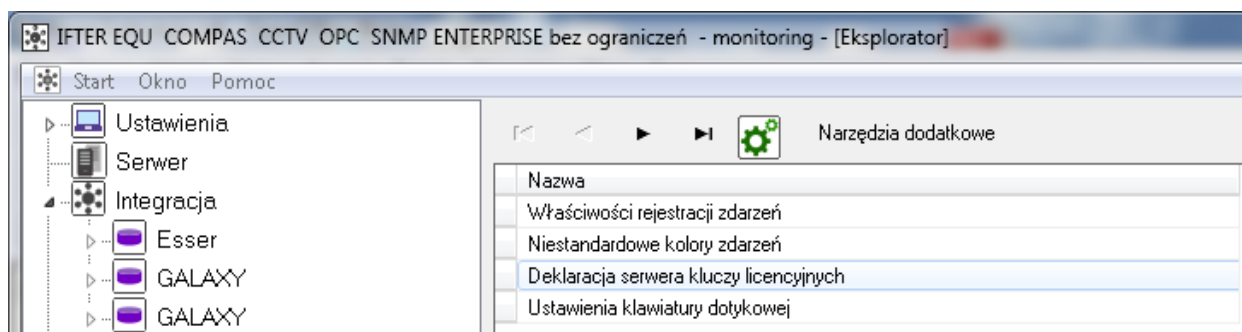 IFTER EQU COMPAS CCTV OPC SNMP ENTERPRISE bez ograniczeń - monitoring - [Eksplorator]
Start Okno Pomoc
Ustawienia
Serwer
Integracja
Esser
GALAXY
GALAXY
Narzędzia dodatkowe
Nazwa
Właściwości rejestracji zdarzeń
Niestandardowe kolory zdarzeń
Deklaracja serwera kluczy licencyjnych
Ustawienia klawiatury dotykowej